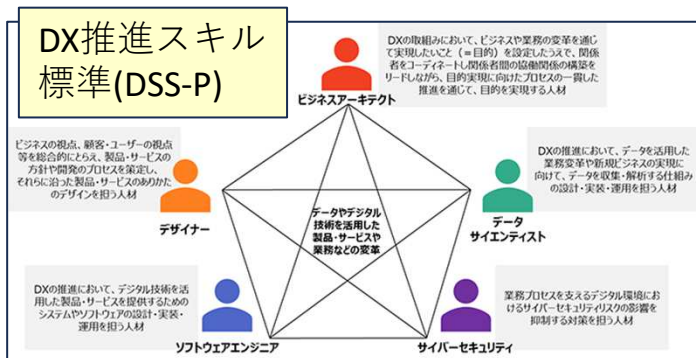 DX推進スキル
標準(DSS-P)
DXの取組みにおいて、ビジネスや業務の変革を通じ
て実現したいこと（＝目的）を設定したうえで、関係
者をコーディネートし関係者間の協働関係の構築を
リードしながら、目的実現に向けたプロセスの一貫した
推進を通じて、目的を実現する人材
ビジネスアーキテクト
ビジネスの視点、顧客・ユーザーの視点
等を総合的にとらえ、製品・サービスの
方針や開発のプロセスを策定し、
それらに沿った製品・サービスのありかた
のデザインを担う人材
デザイナー
DXの推進において、データを活用した
業務変革や新規ビジネスの実現に
向けて、データを収集・解析する仕組み
の設計・実装・運用を担う人材
データ
サイエンティスト
データやデジタル
技術を活用した
製品・サービスや
業務などの変革
DXの推進において、デジタル技術を活
用した製品・サービスを提供するための
システムやソフトウェアの設計・実装・
運用を担う人材
ソフトウェアエンジニア
業務プロセスを支えるデジタル環境にお
けるサイバーセキュリティリスクの影響を
抑制する対策を担う人材
サイバーセキュリティ